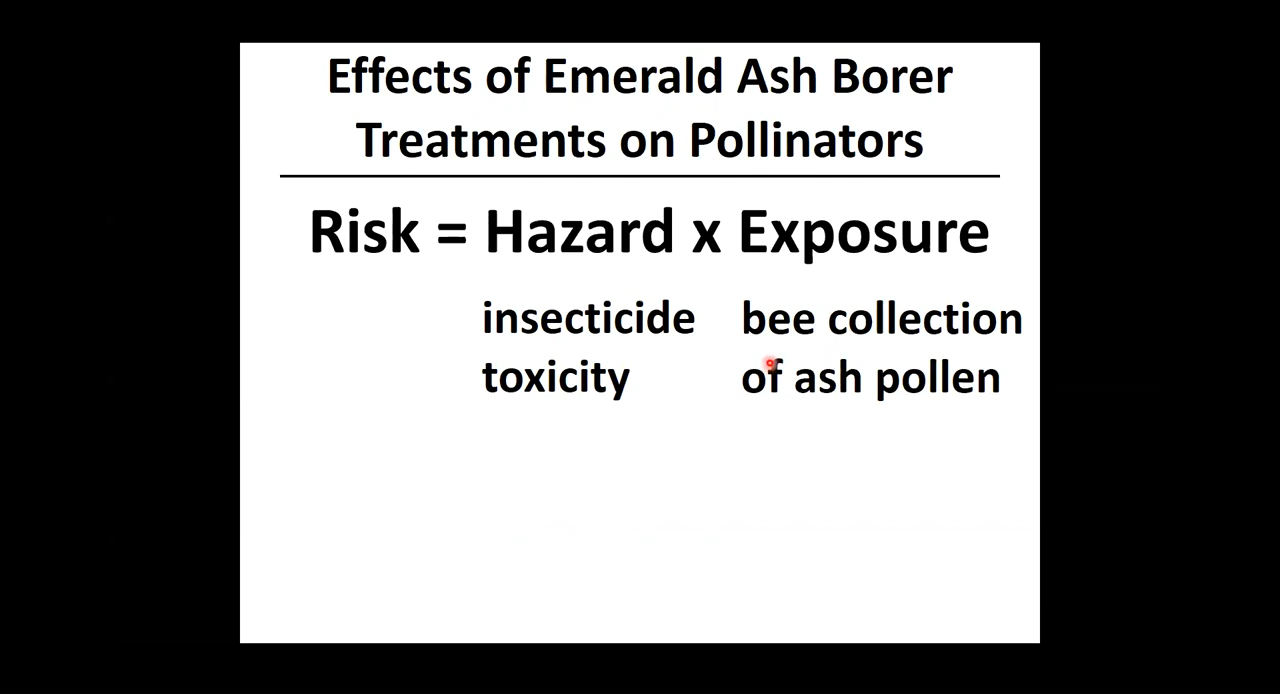 Effects of Emerald Ash Borer
Treatments on Pollinators
Risk = Hazard x Exposure
insecticide
toxicity
bee collection
of ash pollen